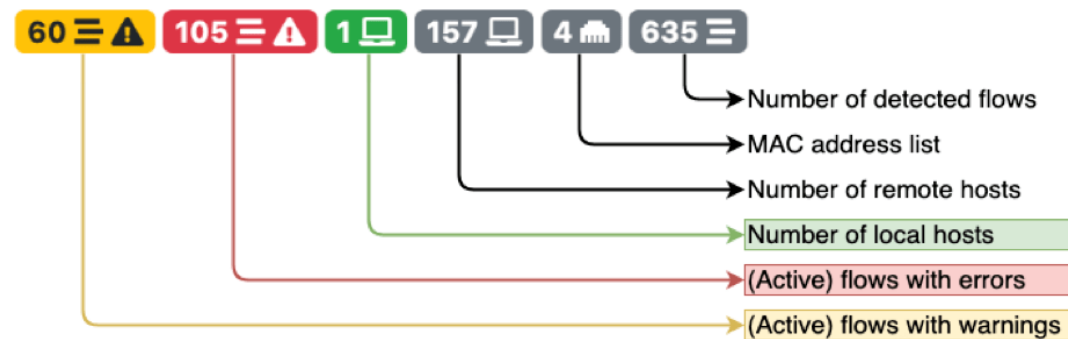 60 105 1 157 4 635
Number of detected flows
MAC address list
Number of remote hosts
Number of local hosts
(Active) flows with errors
(Active) flows with warnings